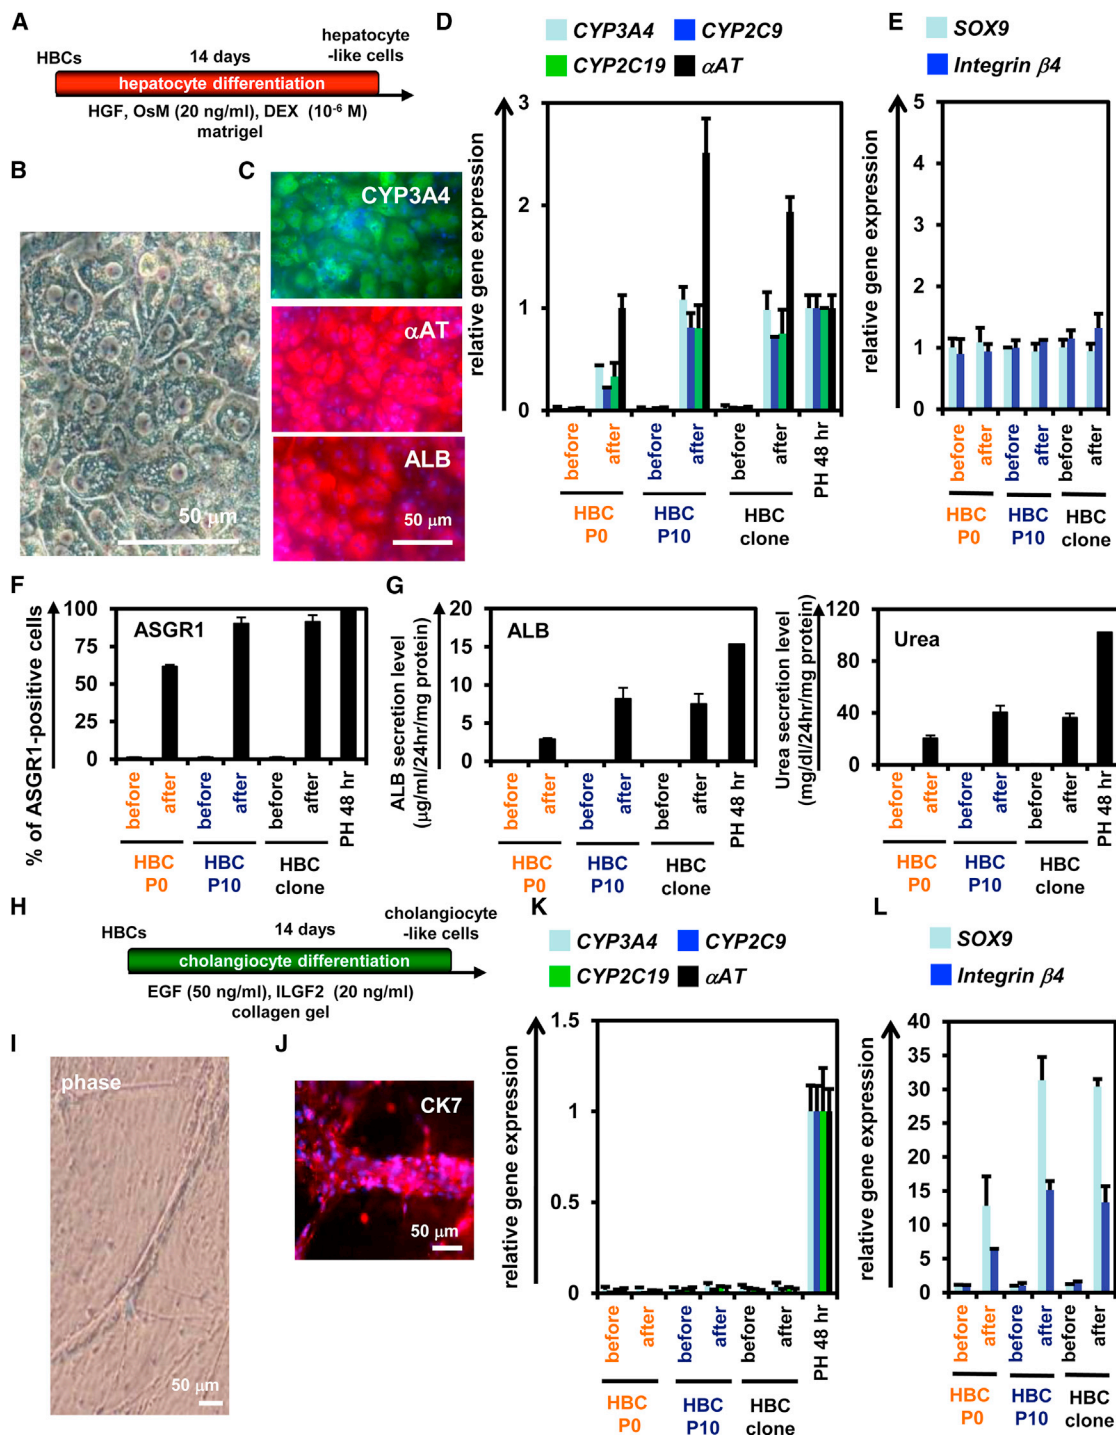 A
HBCs
14 days
hepatocyte
-like cells
hepatocyte differentiation
HGF, OsM (20 ng/ml), DEX (10⁻⁶ M)
matrigel
B
50 μm
C
CYP3A4
αAT
ALB
50 μm
D
CYP3A4
CYP2C9
CYP2C19
αAT
relative gene expression
3
2
1
0
before
after
before
after
before
after
PH 48 hr
HBC
P0
HBC
P10
HBC
clone
E
SOX9
Integrin β4
relative gene expression
5
4
3
2
1
0
before
after
before
after
before
after
HBC
P0
HBC
P10
HBC
clone
F
% of ASGR1-positive cells
100
75
50
25
0
ASGR1
before
after
before
after
before
after
PH 48 hr
HBC
P0
HBC
P10
HBC
clone
G
ALB secretion level
(μg/ml/24hr/mg protein)
20
15
10
5
0
ALB
before
after
before
after
before
after
PH 48 hr
HBC
P0
HBC
P10
HBC
clone
Urea secretion level
(mg/dl/24hr/mg protein)
120
80
40
0
Urea
before
after
before
after
before
after
PH 48 hr
HBC
P0
HBC
P10
HBC
clone
H
HBCs
14 days
cholangiocyte
-like cells
cholangiocyte differentiation
EGF (50 ng/ml), ILGF2 (20 ng/ml)
collagen gel
I
phase
50 μm
J
CK7
50 μm
K
CYP3A4
CYP2C9
CYP2C19
αAT
relative gene expression
1.5
1
0.5
0
before
after
before
after
before
after
PH 48 hr
HBC
P0
HBC
P10
HBC
clone
L
SOX9
Integrin β4
relative gene expression
40
35
30
25
20
15
10
5
0
before
after
before
after
before
after
HBC
P0
HBC
P10
HBC
clone